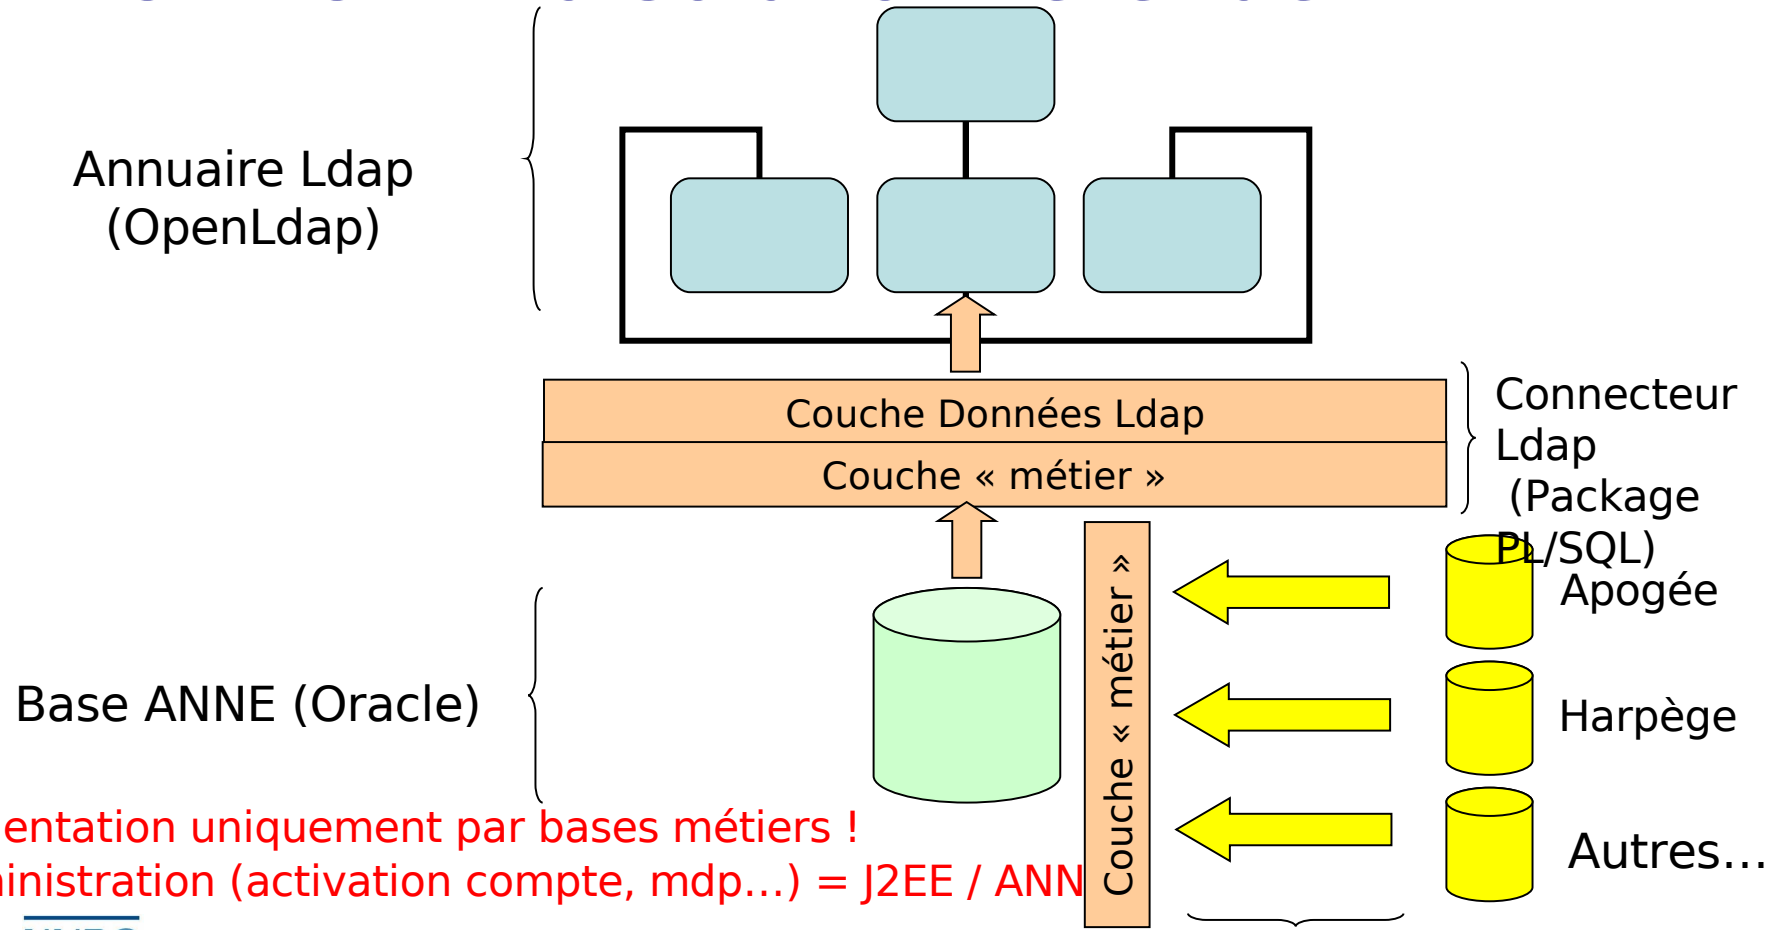 Annuaire Ldap
(OpenLdap)
Couche Données Ldap
Couche « métier »
Connecteur
Ldap
(Package
PL/SQL)
Couche « métier »
Apogée
Harpège
Autres...
Base ANNE (Oracle)
entation uniquement par bases métiers !
inistration (activation compte, mdp...) = J2EE / ANN